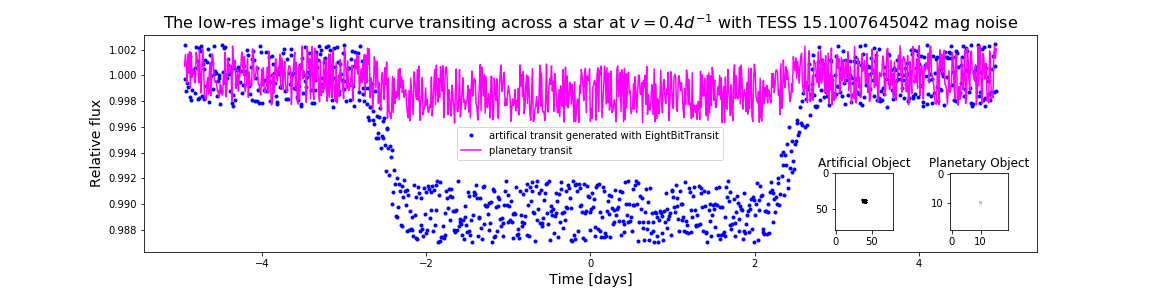 The low-res image's light curve transiting across a star at v = 0.4d⁻¹ with TESS 15.1007645042 mag noise
Relative flux
1.002
1.000
0.998
0.996
0.994
0.992
0.990
0.988
artifical transit generated with EightBitTransit
planetary transit
Artificial Object
0
50
0 50
Planetary Object
0
10
0 10
−4 −2 0 2 4
Time [days]